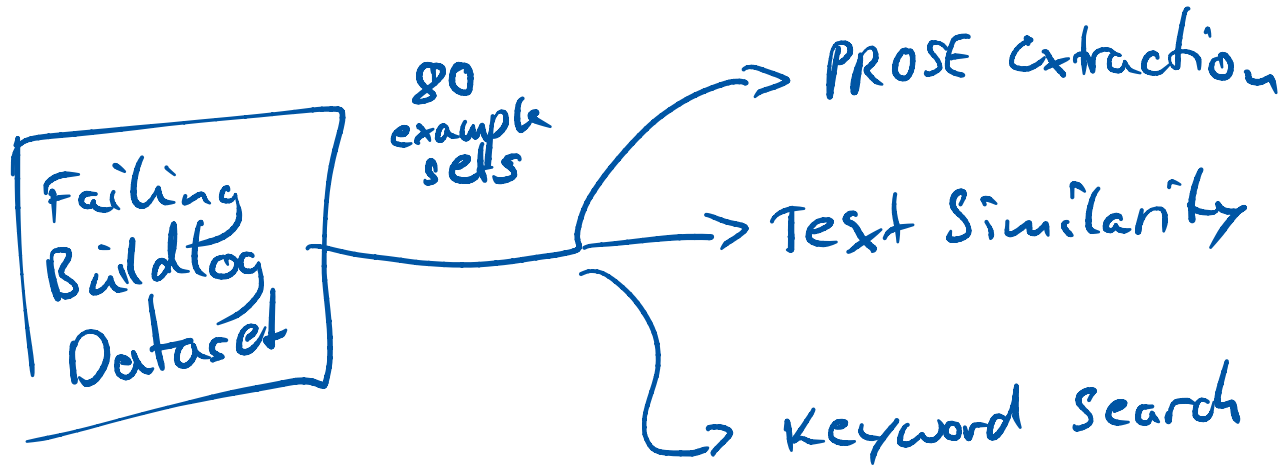 Failing
Buildlog
Dataset
80
example
sets
PROSE extraction
Text Similarity
Keyword Search